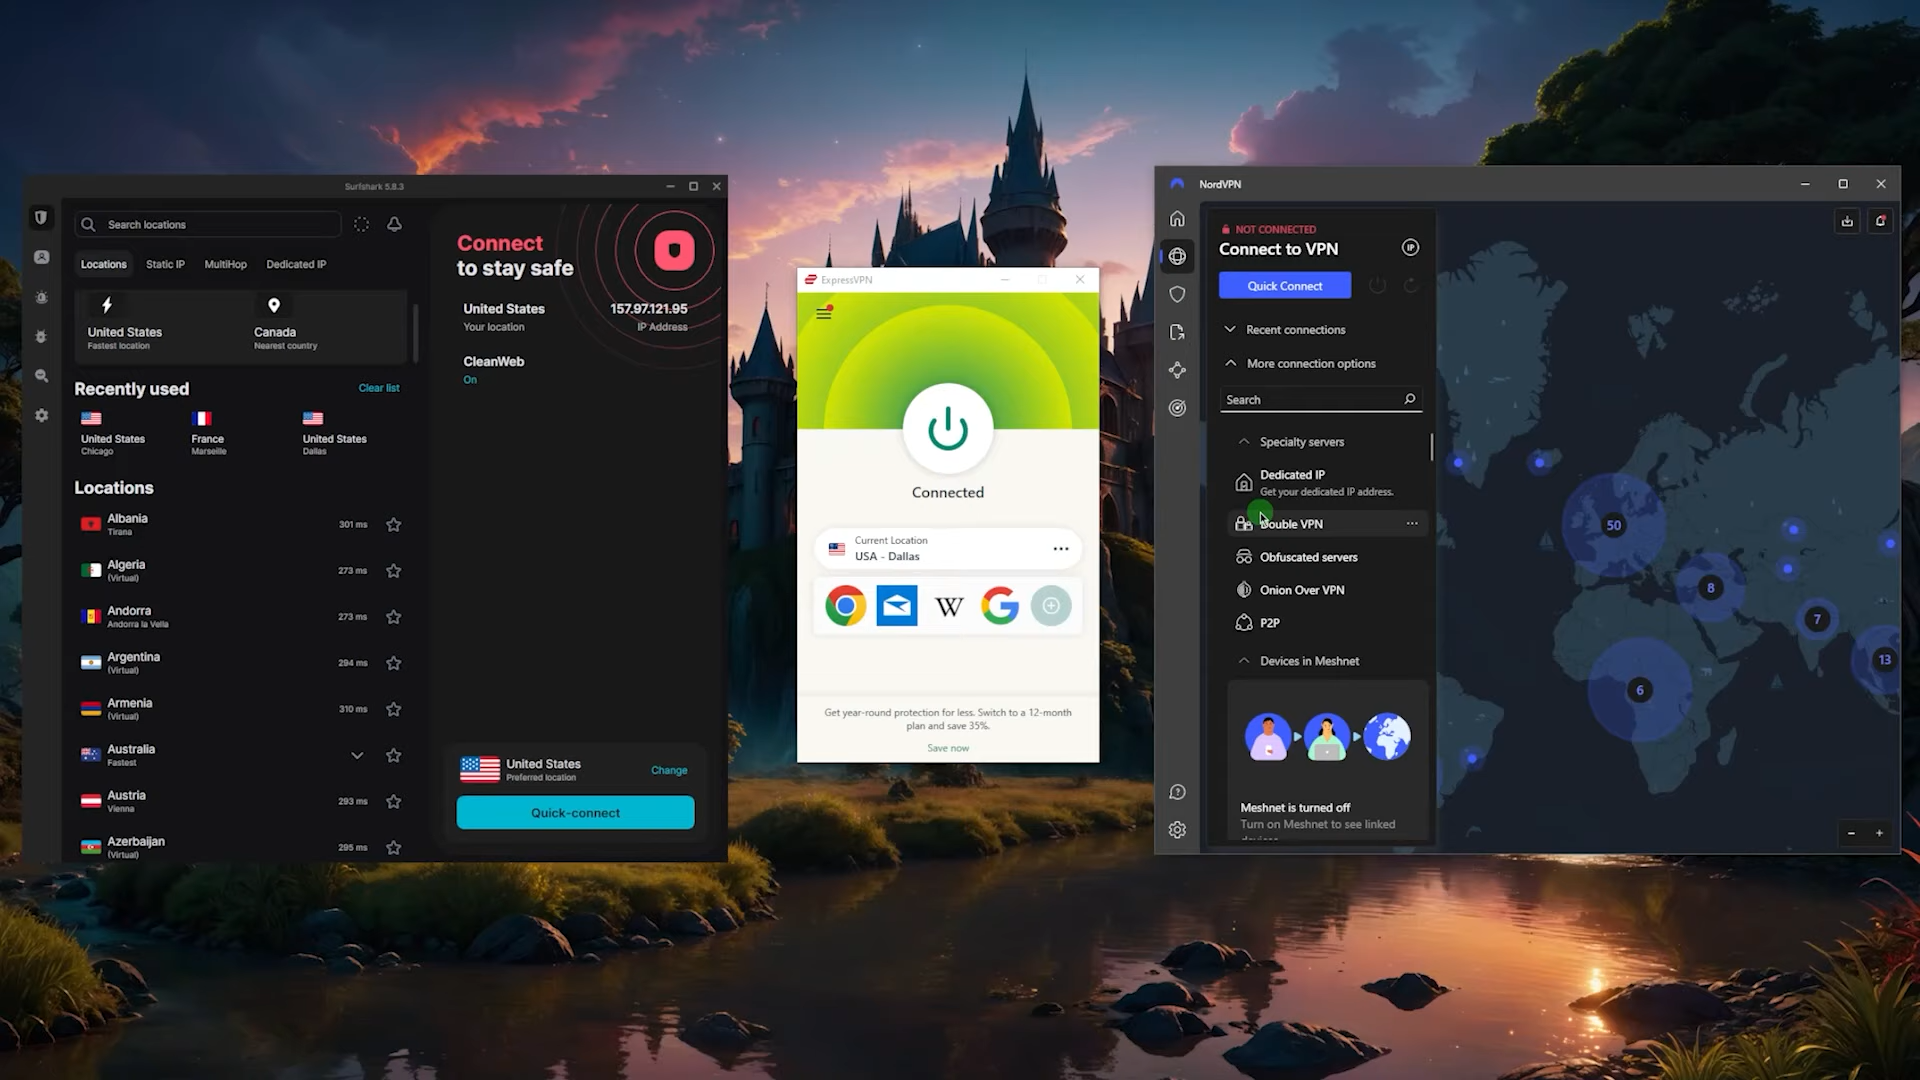 Surfshark 5.8.3
Search locations
Locations
Static IP
MultiHop
Dedicated IP
United States
Fastest location
Canada
Nearest country
Recently used
Clear list
United States
Chicago
France
Marseille
United States
Dallas
Locations
Albania
Tirana
301 ms
Algeria
(Virtual)
273 ms
Andorra
Andorra la Vella
273 ms
Argentina
(Virtual)
294 ms
Armenia
(Virtual)
310 ms
Australia
Fastest
Austria
Vienna
293 ms
Azerbaijan
(Virtual)
295 ms
Connect
to stay safe
United States
Your location
157.97.121.95
IP Address
CleanWeb
On
United States
Preferred location
Change
Quick-connect
ExpressVPN
Connected
Current Location
USA - Dallas
W
G
Get year-round protection for less. Switch to a 12-month
plan and save 35%.
Save now
NordVPN
NOT CONNECTED
Connect to VPN
IP
Quick Connect
Recent connections
More connection options
Search
Specialty servers
Dedicated IP
Get your dedicated IP address.
Double VPN
Obfuscated servers
Onion Over VPN
P2P
Devices in Meshnet
Meshnet is turned off
Turn on Meshnet to see linked
devices
50
8
7
13
6